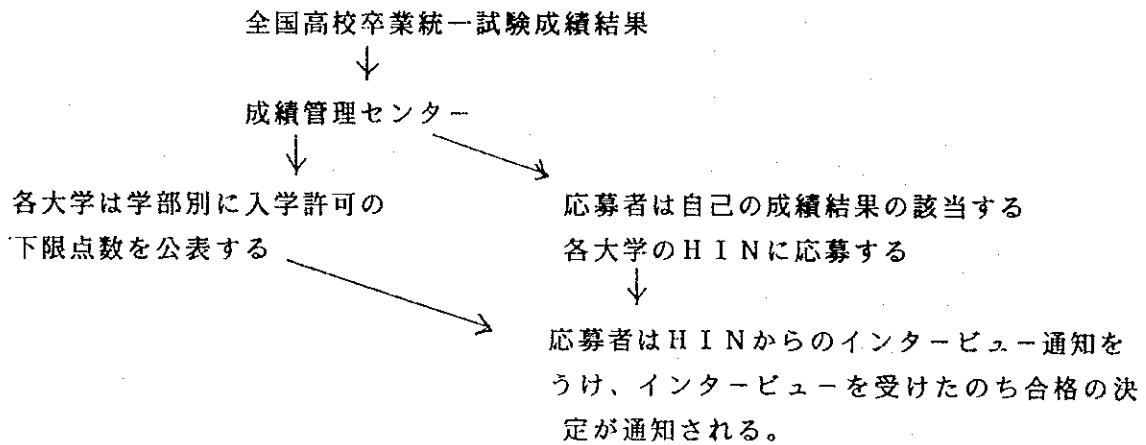 全国高校卒業統一試験成績結果
成績管理センター
各大学は学部別に入学許可の
下限点数を公表する
応募者は自己の成績結果の該当する
各大学のＨＩＮに応募する
応募者はＨＩＮからのインタービュー通知を
うけ、インタービューを受けたのち合格の決
定が通知される。